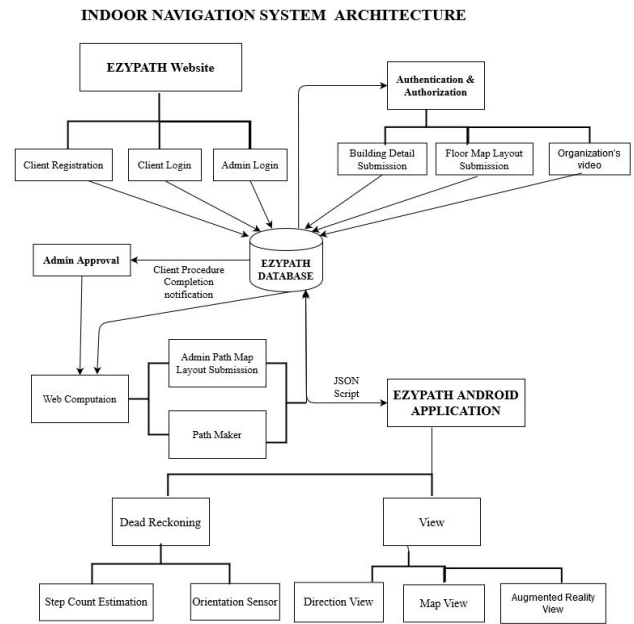 INDOOR NAVIGATION SYSTEM ARCHITECTURE
EZYPATH Website
Authentication &
Authorization
Client Registration
Client Login
Admin Login
Building Detail
Submission
Floor Map Layout
Submission
Organization's
video
EZYPATH
DATABASE
Admin Approval
Client Procedure
Completion
notification
Web Computaion
Admin Path Map
Layout Submission
Path Maker
JSON
Script
EZYPATH ANDROID
APPLICATION
Dead Reckoning
View
Step Count Estimation
Orientation Sensor
Direction View
Map View
Augmented Reality
View